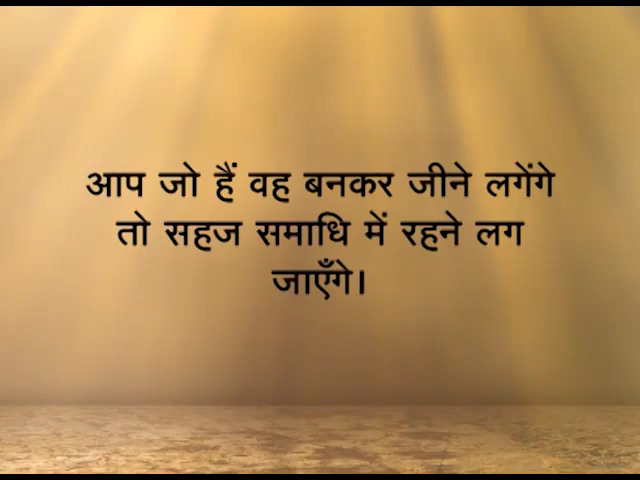 आप जो हैं वह बनकर जीने लगेंगे
तो सहज समाधि में रहने लग
जाएँगे।